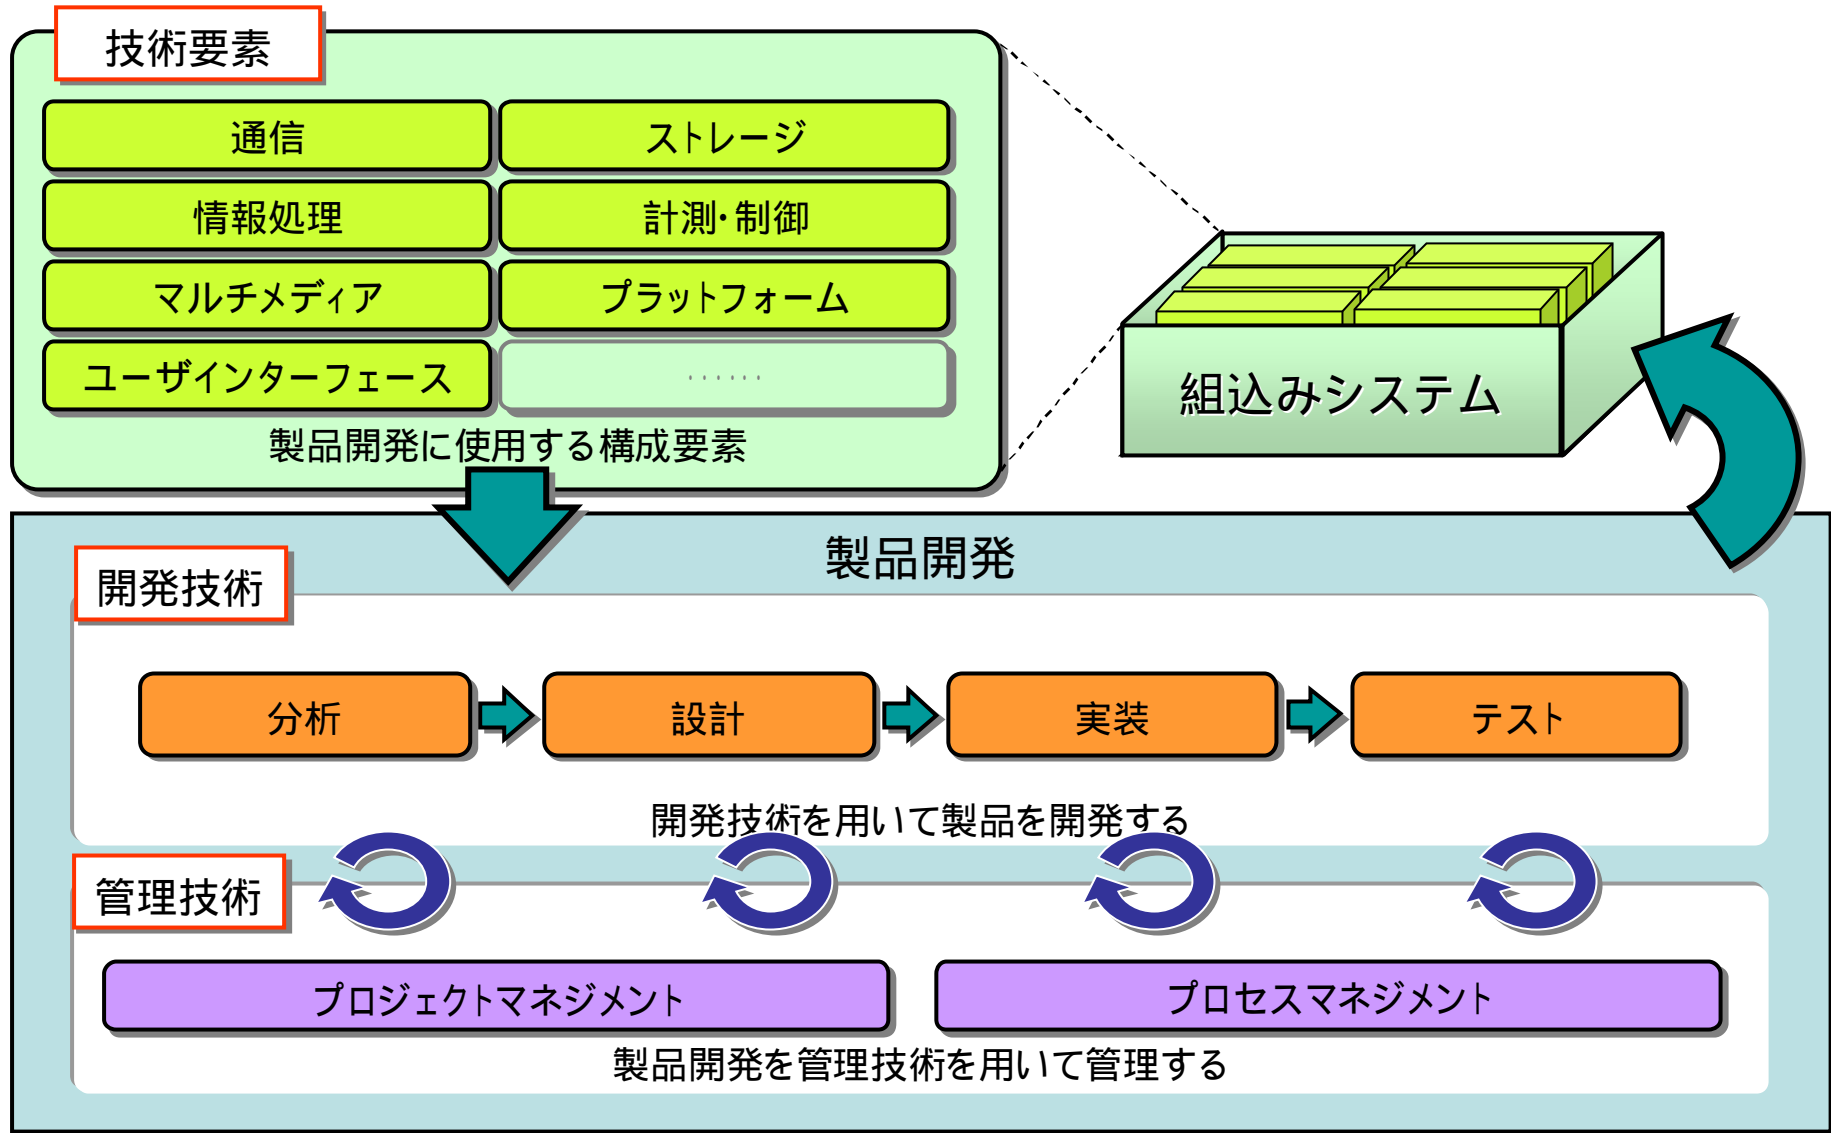 技術要素
通信
ストレージ
情報処理
計測・制御
マルチメディア
プラットフォーム
ユーザインターフェース
……
製品開発に使用する構成要素
組込みシステム
製品開発
開発技術
分析
設計
実装
テスト
開発技術を用いて製品を開発する
管理技術
プロジェクトマネジメント
プロセスマネジメント
製品開発を管理技術を用いて管理する